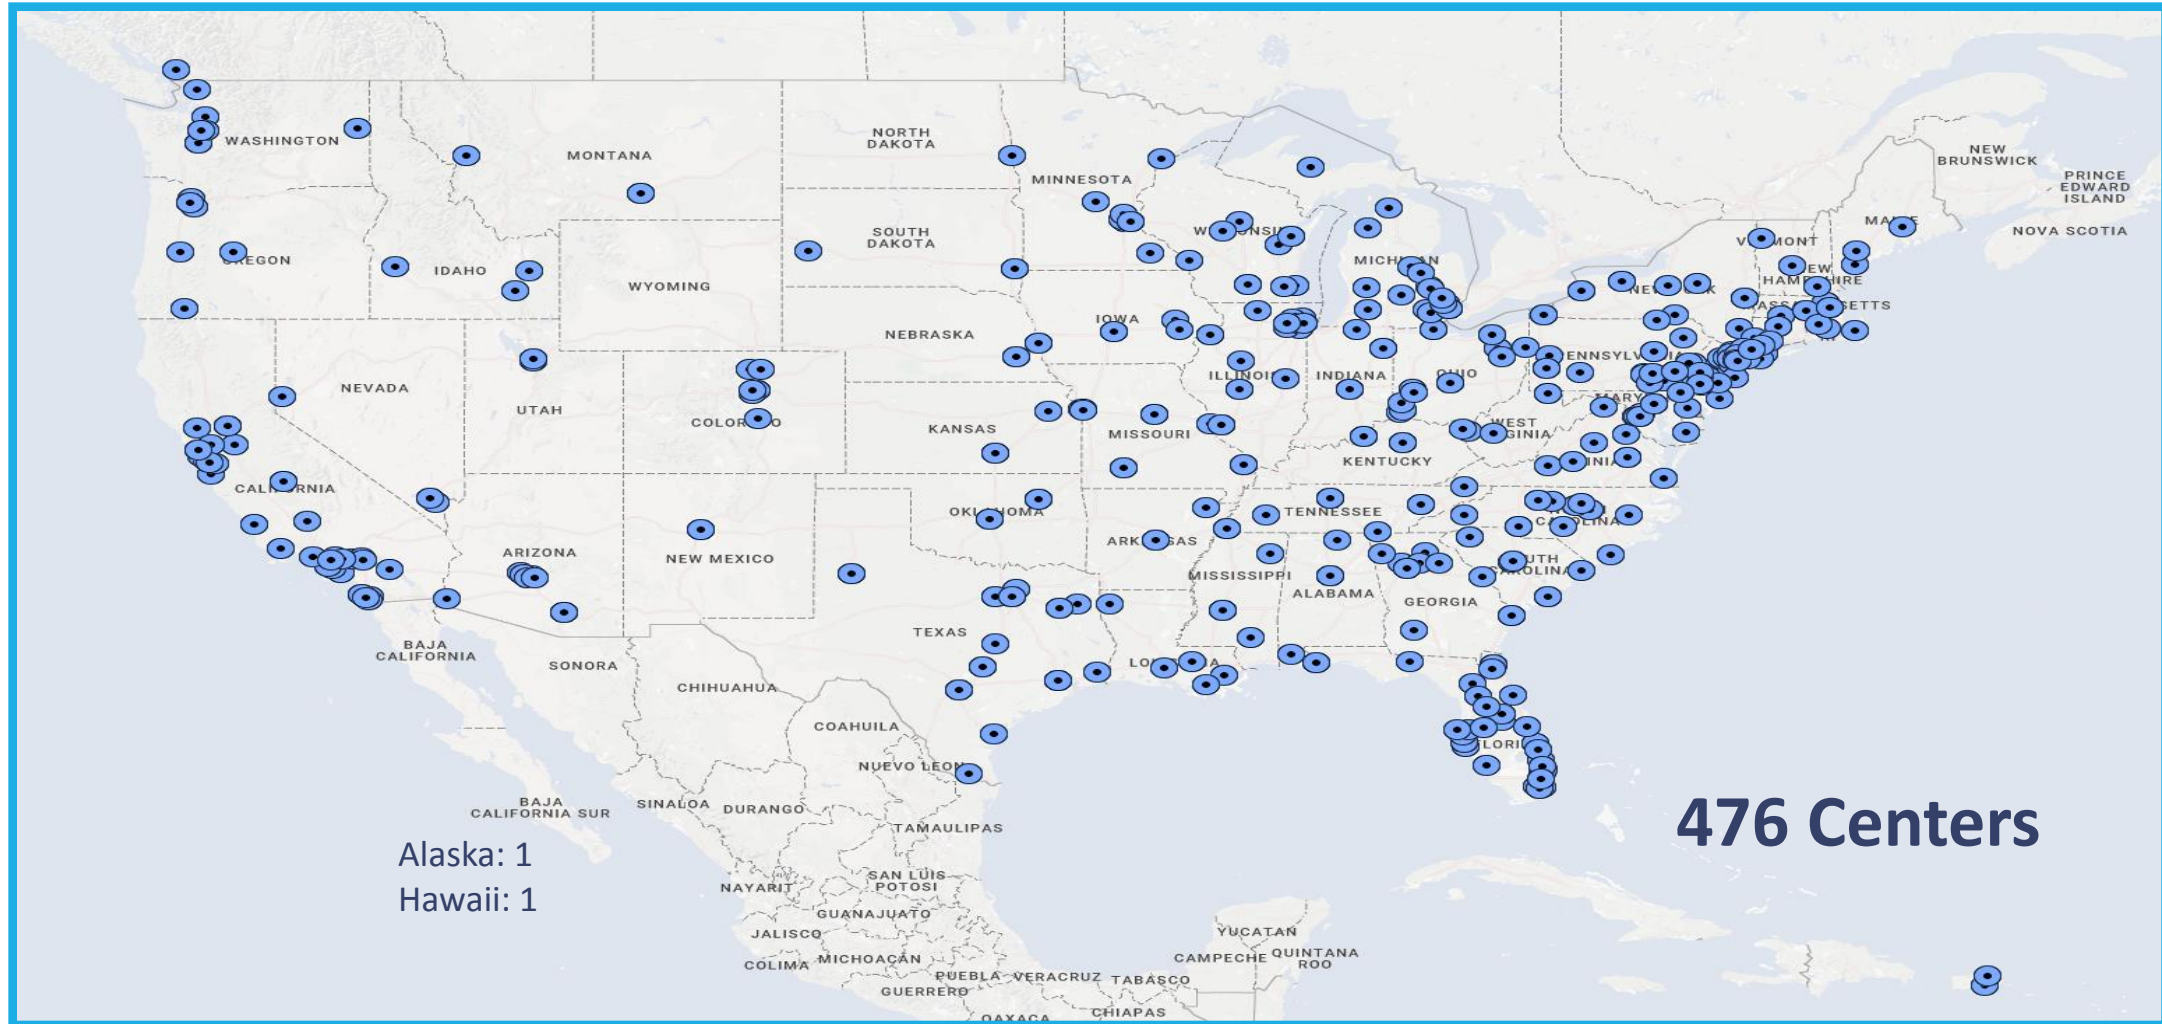 WASHINGTON
MONTANA
NORTH
DAKOTA
MINNESOTA
NEW
BRUNSWICK
PRINCE
EDWARD
ISLAND
NOVA SCOTIA
SOUTH
DAKOTA
IDAHO
WYOMING
IOWA
NEBRASKA
NEVADA
UTAH
INDIANA
KANSAS
MISSOURI
KENTUCKY
TENNESSEE
ARIZONA
NEW MEXICO
MISSISSIPPI
ALABAMA
GEORGIA
TEXAS
BAJA
CALIFORNIA
SONORA
CHIHUAHUA
COAHUILA
NUEVO LEON
BAJA
CALIFORNIA SUR
SINALOA
DURANGO
TAMAULIPAS
476 Centers
Alaska: 1
Hawaii: 1
NAYARIT
SAN LUIS
POTOSI
GUANAJUATO
JALISCO
COLIMA
MICHOACÁN
YUCATAN
CAMPECHE
QUINTANA
ROO
PUEBLA
VERACRUZ
TABASCO
GUERRERO
OAXACA
CHIAPAS